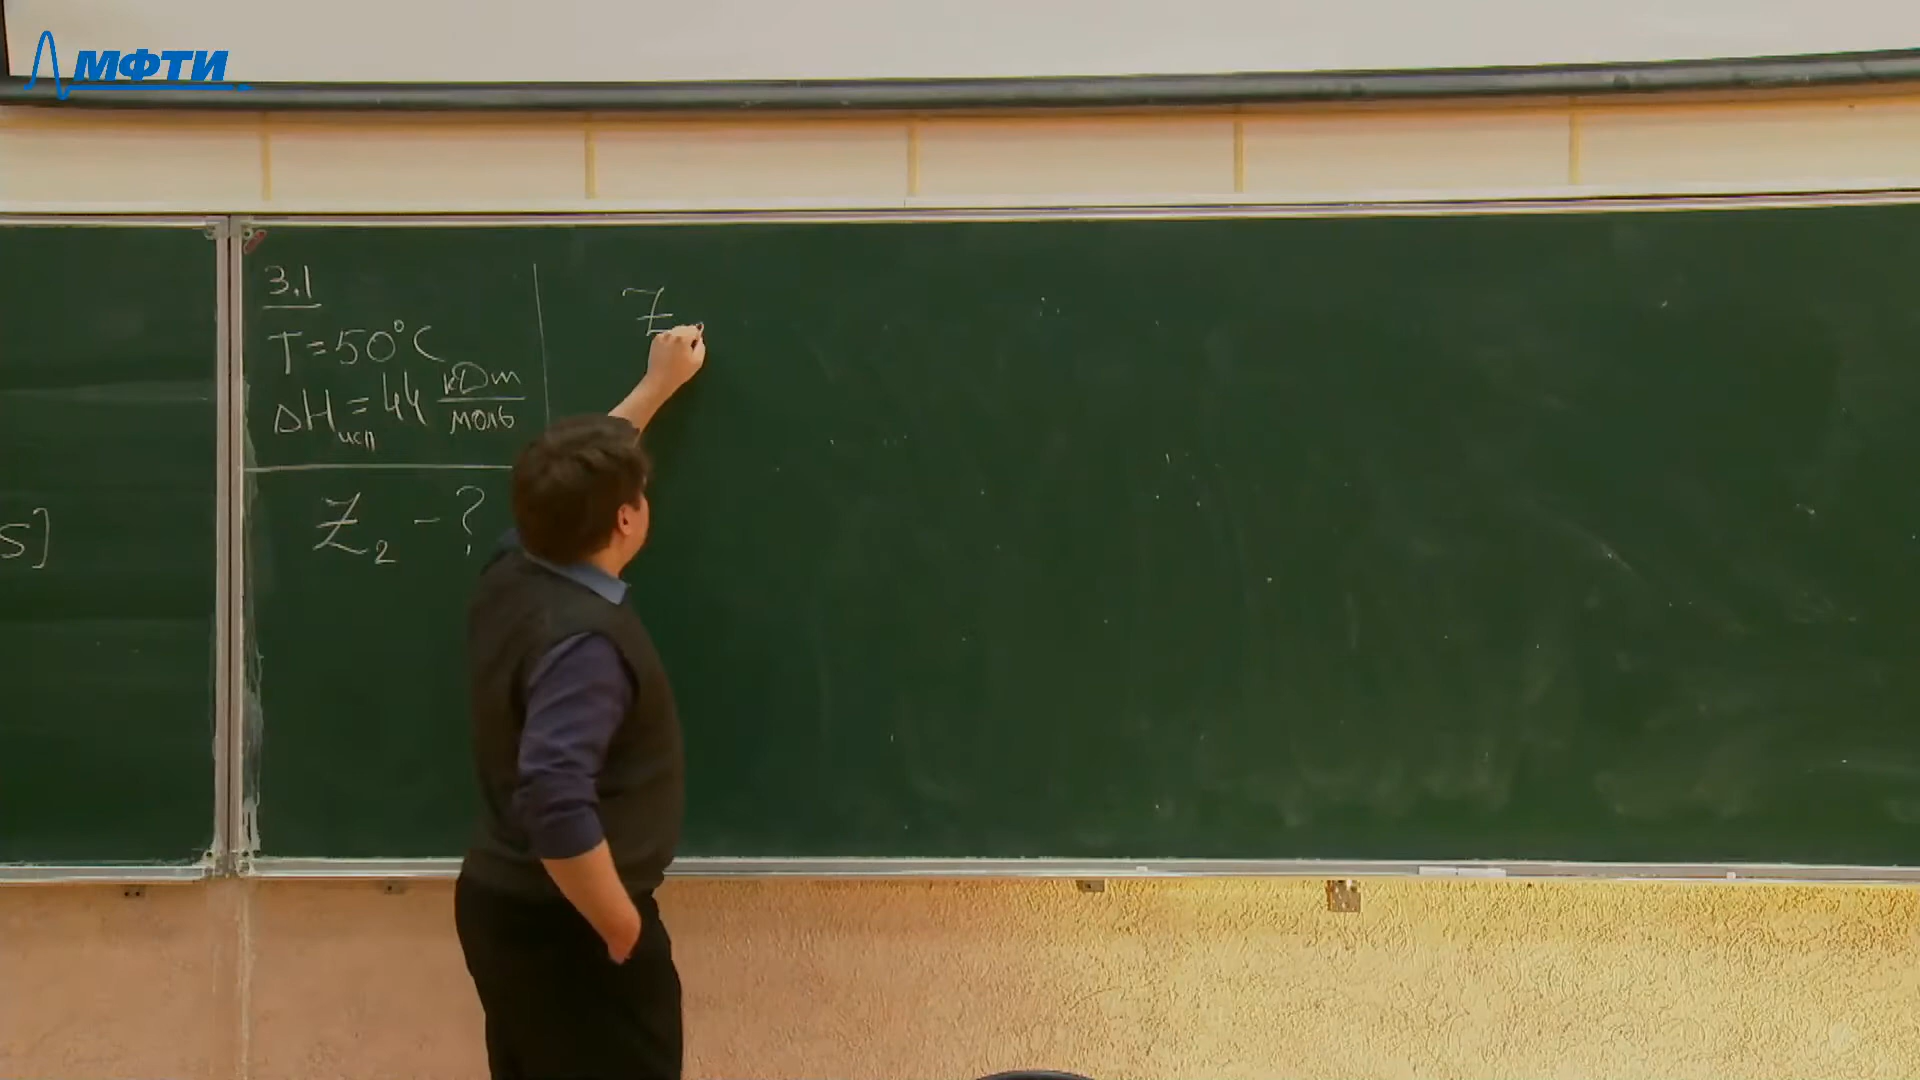 МФТИ
3.1
T=50°C
ΔHисп=44 кДж/моль
Z₂ - ?
Z
s]